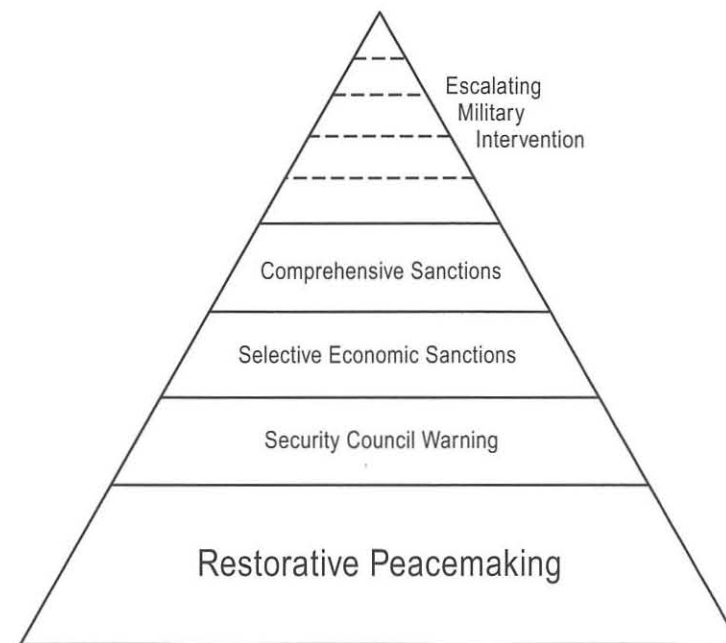 Escalating
Military
Intervention
Comprehensive Sanctions
Selective Economic Sanctions
Security Council Warning
Restorative Peacemaking